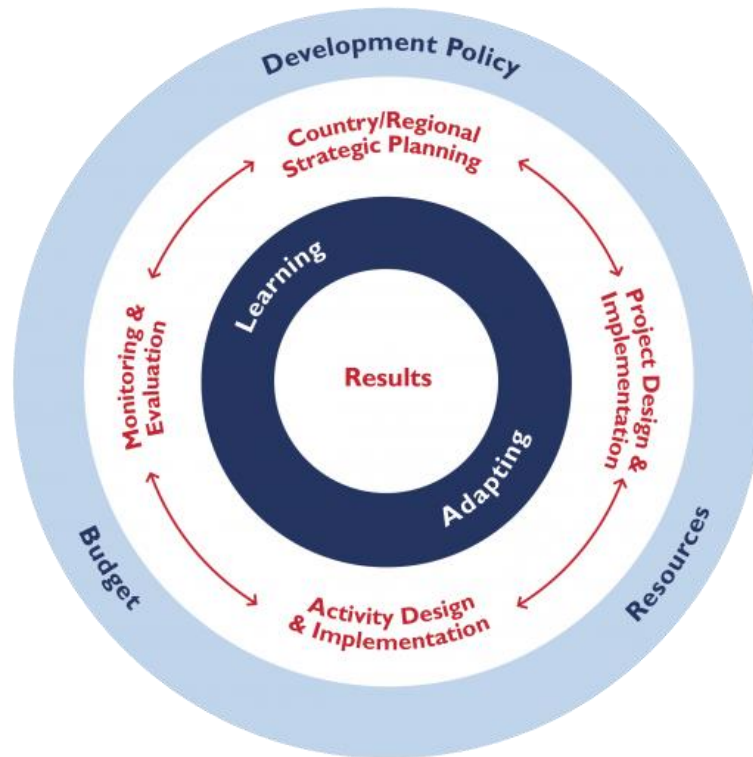 Development Policy
Country/Regional
Strategic Planning
Project Design &
Implementation
Resources
Activity Design
& Implementation
Budget
Monitoring &
Evaluation
Learning
Adapting
Results